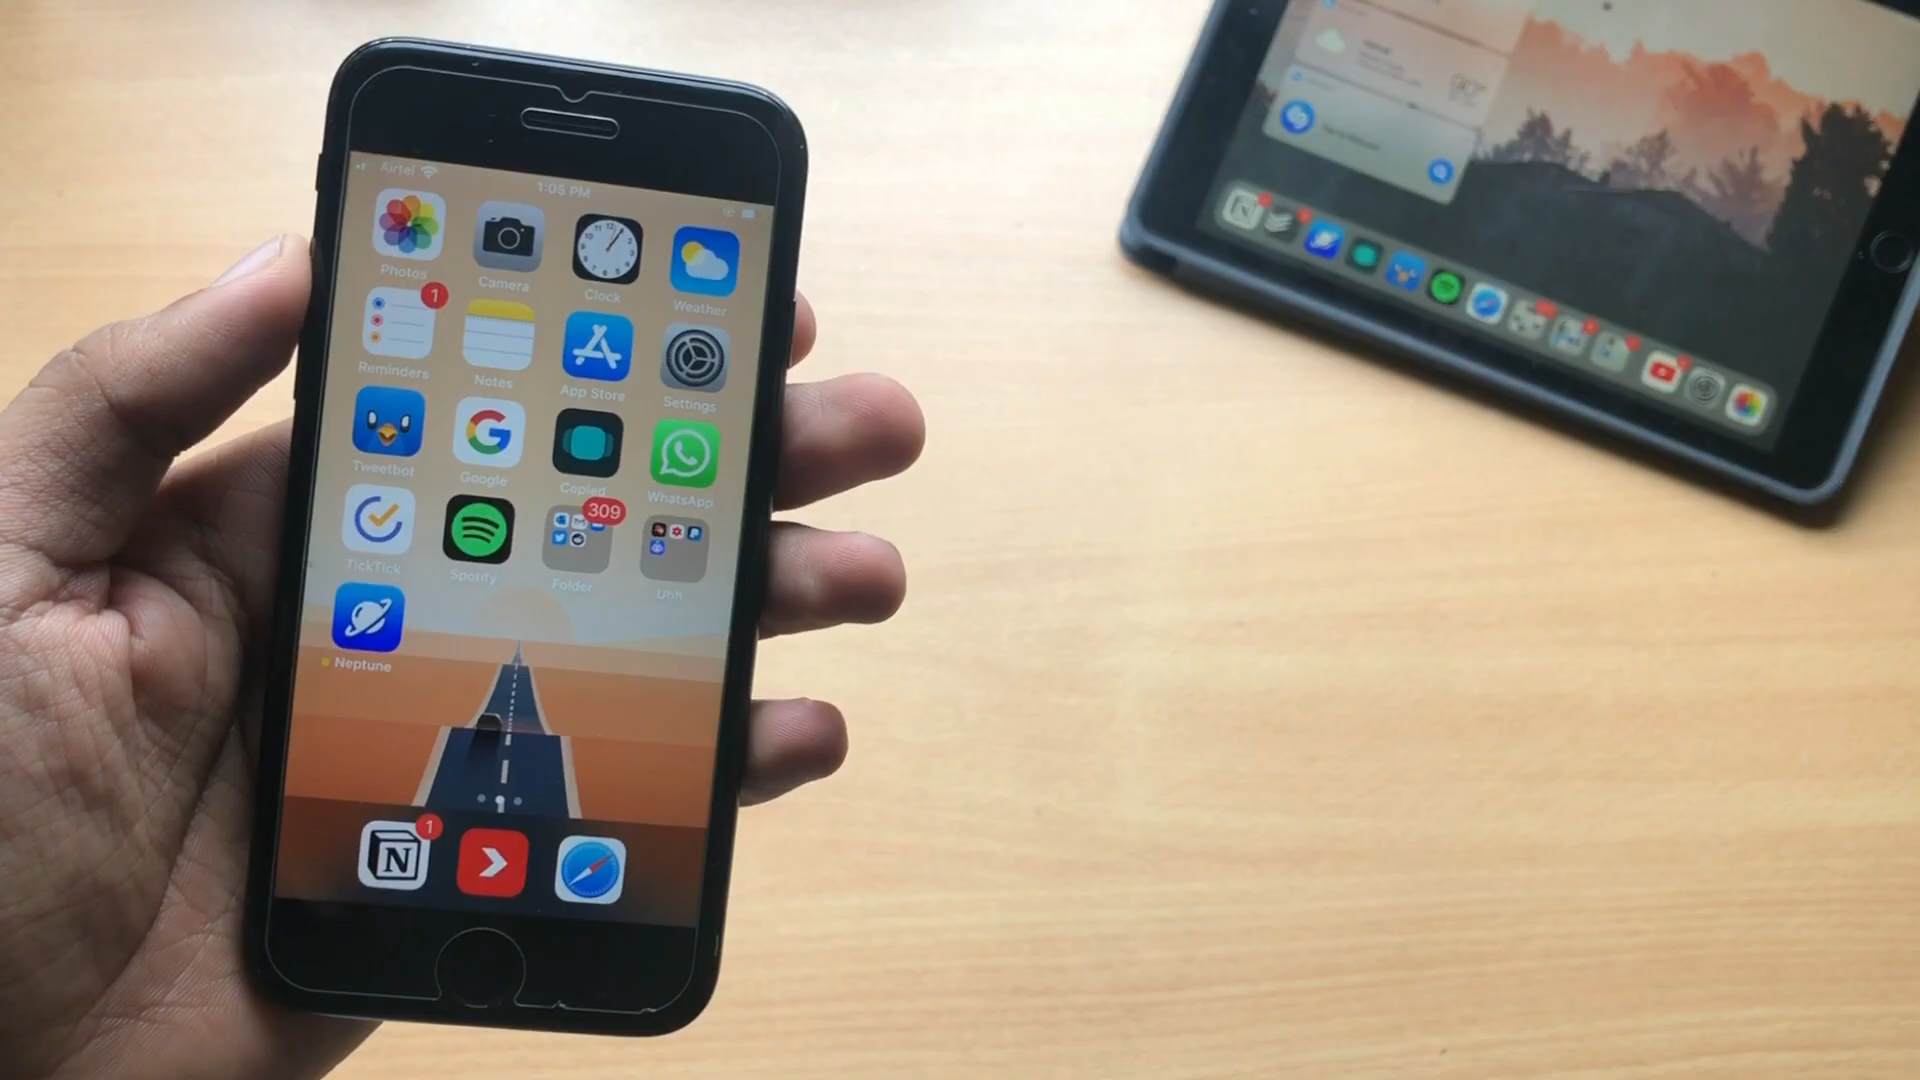 Airtel
1:05 PM
Photos Camera Clock Weather
1
Reminders Notes App Store Settings
Tweetbot Google Copied WhatsApp
309
TickTick Spotify Folder Uhh
Neptune
1
N
90°
N